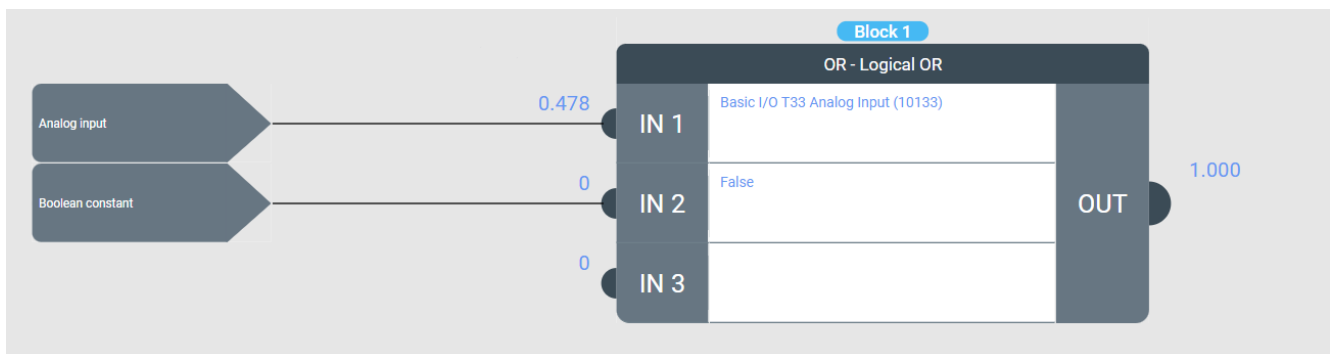 Block 1
OR - Logical OR
Analog input
0.478
IN 1
Basic I/O T33 Analog Input (10133)
Boolean constant
0
IN 2
False
OUT
1.000
0
IN 3